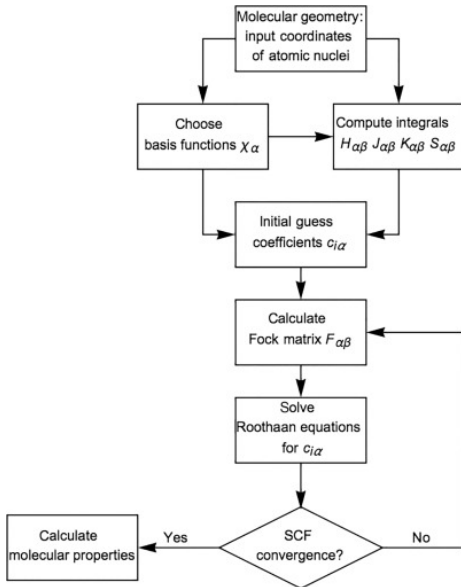 Molecular geometry:
input coordinates
of atomic nuclei
Choose
basis functions χα
Compute integrals
Hαβ Jαβ Kαβ Sαβ
Initial guess
coefficients ciα
Calculate
Fock matrix Fαβ
Solve
Roothaan equations
for ciα
SCF
convergence?
Yes
No
Calculate
molecular properties